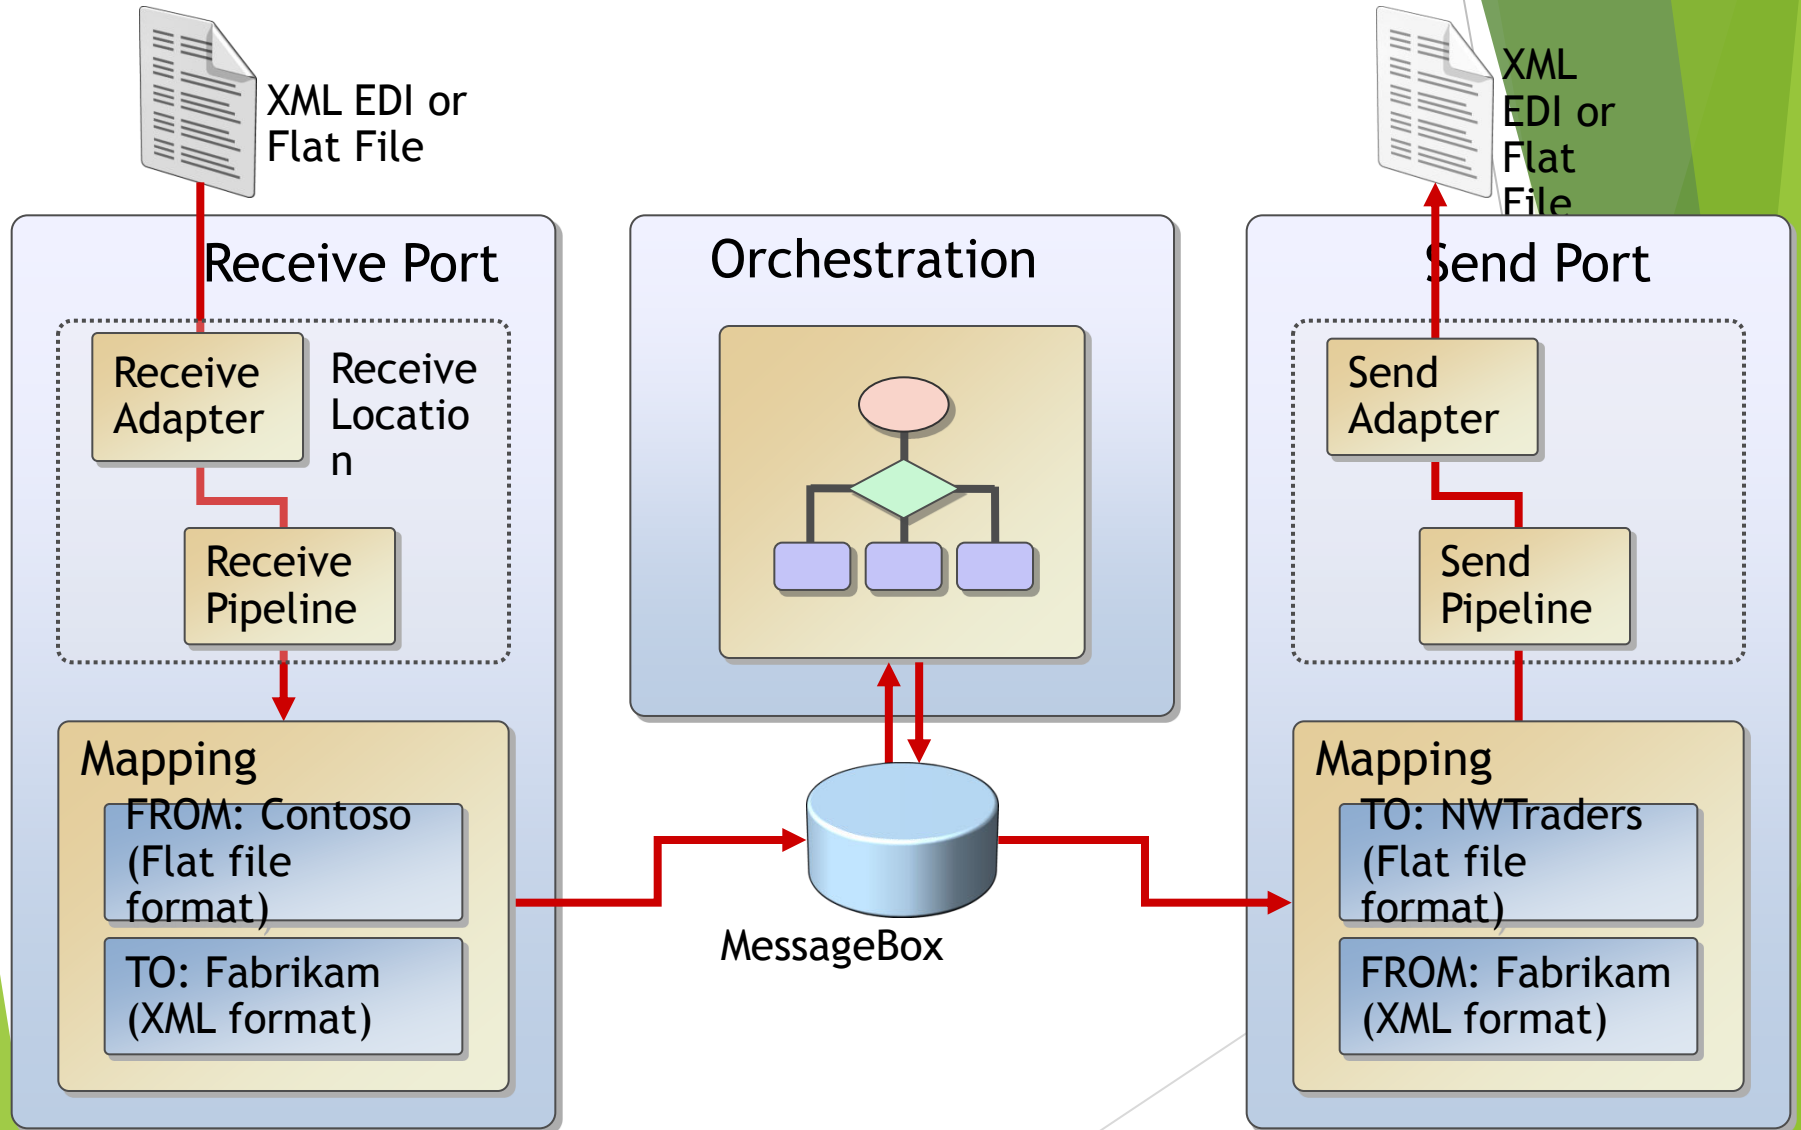 XML EDI or
Flat File
XML
EDI or
Flat
File
Receive Port
Receive
Adapter
Receive
Locatio
n
Receive
Pipeline
Mapping
FROM: Contoso
(Flat file
format)
TO: Fabrikam
(XML format)
Orchestration
MessageBox
Send Port
Send
Adapter
Send
Pipeline
Mapping
TO: NWTraders
(Flat file
format)
FROM: Fabrikam
(XML format)